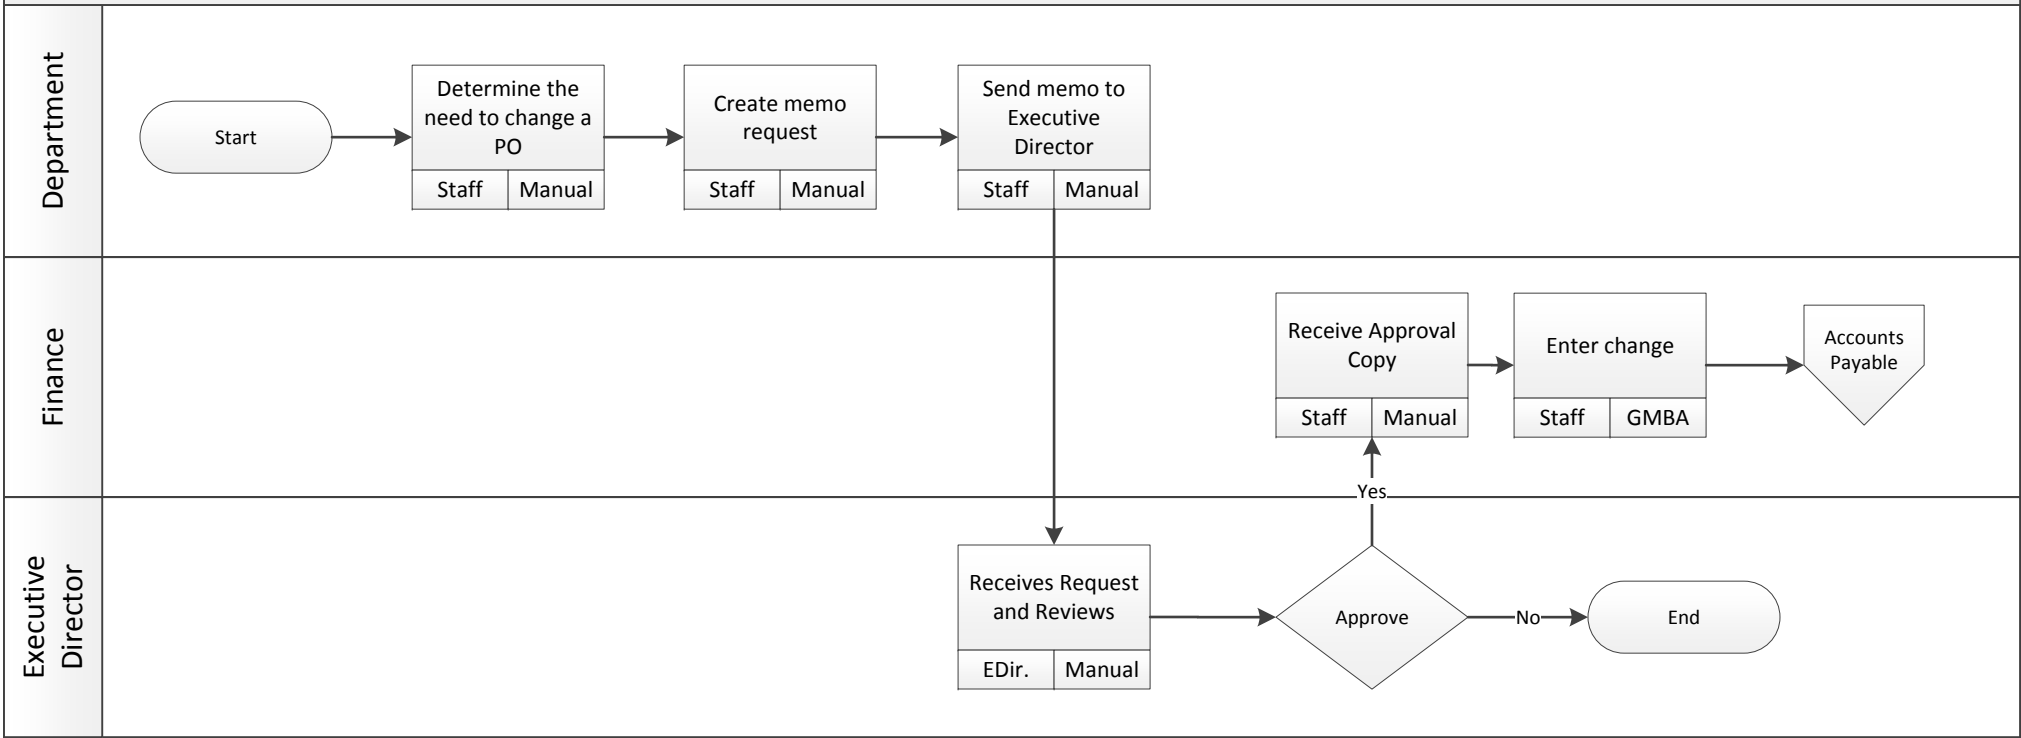 Department
Start
Determine the
need to change a
PO
Staff
Manual
Create memo
request
Staff
Manual
Send memo to
Executive
Director
Staff
Manual
Finance
Receive Approval
Copy
Staff
Manual
Enter change
Staff
GMBA
Accounts
Payable
Yes
Executive
Director
Receives Request
and Reviews
EDir.
Manual
Approve
No
End